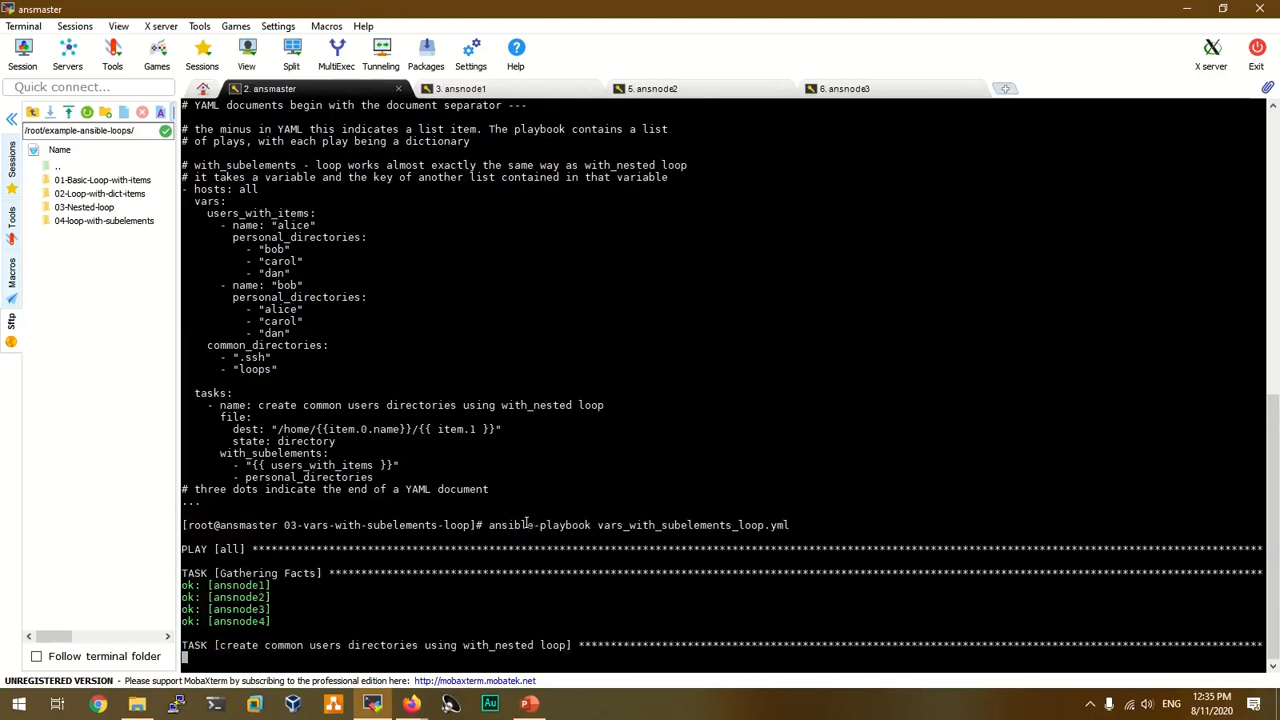 ansmaster
Terminal Sessions View X server Tools Games Settings Macros Help
Session Servers Tools Games Sessions View Split MultiExec Tunneling Packages Settings Help X server Exit
Quick connect...
2. ansmaster
3. ansnode1
5. ansnode2
6. ansnode3
/root/example-ansible-loops/
Name
..
01-Basic-Loop-with-items
02-Loop-with-dict-items
03-Nested-loop
04-loop-with-subelements
Sessions
Tools
Macros
Sftp
# YAML documents begin with the document separator ---
# the minus in YAML this indicates a list item. The playbook contains a list
# of plays, with each play being a dictionary
# with_subelements - loop works almost exactly the same way as with_nested loop
# it takes a variable and the key of another list contained in that variable
- hosts: all
vars:
users_with_items:
- name: "alice"
personal_directories:
- "bob"
- "carol"
- "dan"
- name: "bob"
personal_directories:
- "alice"
- "carol"
- "dan"
common_directories:
- ".ssh"
- "loops"
tasks:
- name: create common users directories using with_nested loop
file:
dest: "/home/{{item.0.name}}/{{ item.1 }}"
state: directory
with_subelements:
- "{{ users_with_items }}"
- personal_directories
# three dots indicate the end of a YAML document
...
[root@ansmaster 03-vars-with-subelements-loop]# ansible-playbook vars_with_subelements_loop.yml
PLAY [all] ******************************************************************************************************************************
TASK [Gathering Facts] ******************************************************************************************************************
ok: [ansnode1]
ok: [ansnode2]
ok: [ansnode3]
ok: [ansnode4]
TASK [create common users directories using with_nested loop] ***************************************************************************
Follow terminal folder
UNREGISTERED VERSION - Please support MobaXterm by subscribing to the professional edition here: http://mobaxterm.mobatek.net
ENG
12:35 PM
8/11/2020